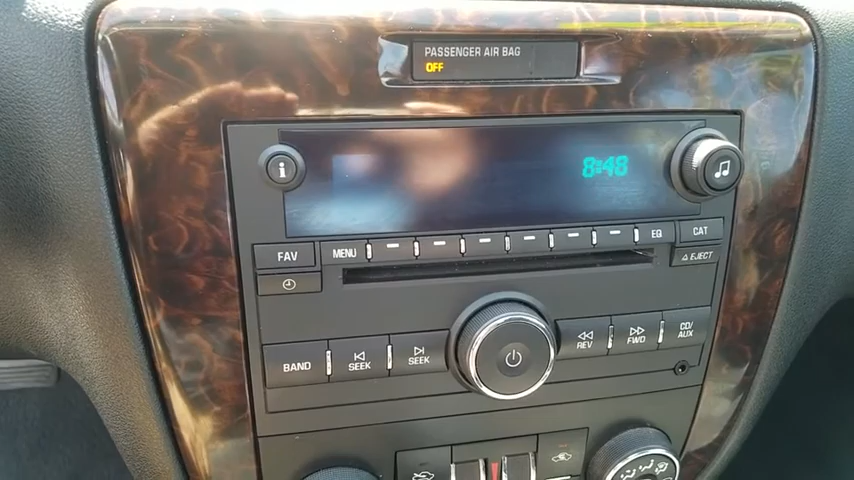 PASSENGER AIR BAG
OFF
8:48
FAV
MENU
EQ
CAT
EJECT
BAND
SEEK
SEEK
REV
FWD
CD/
AUX